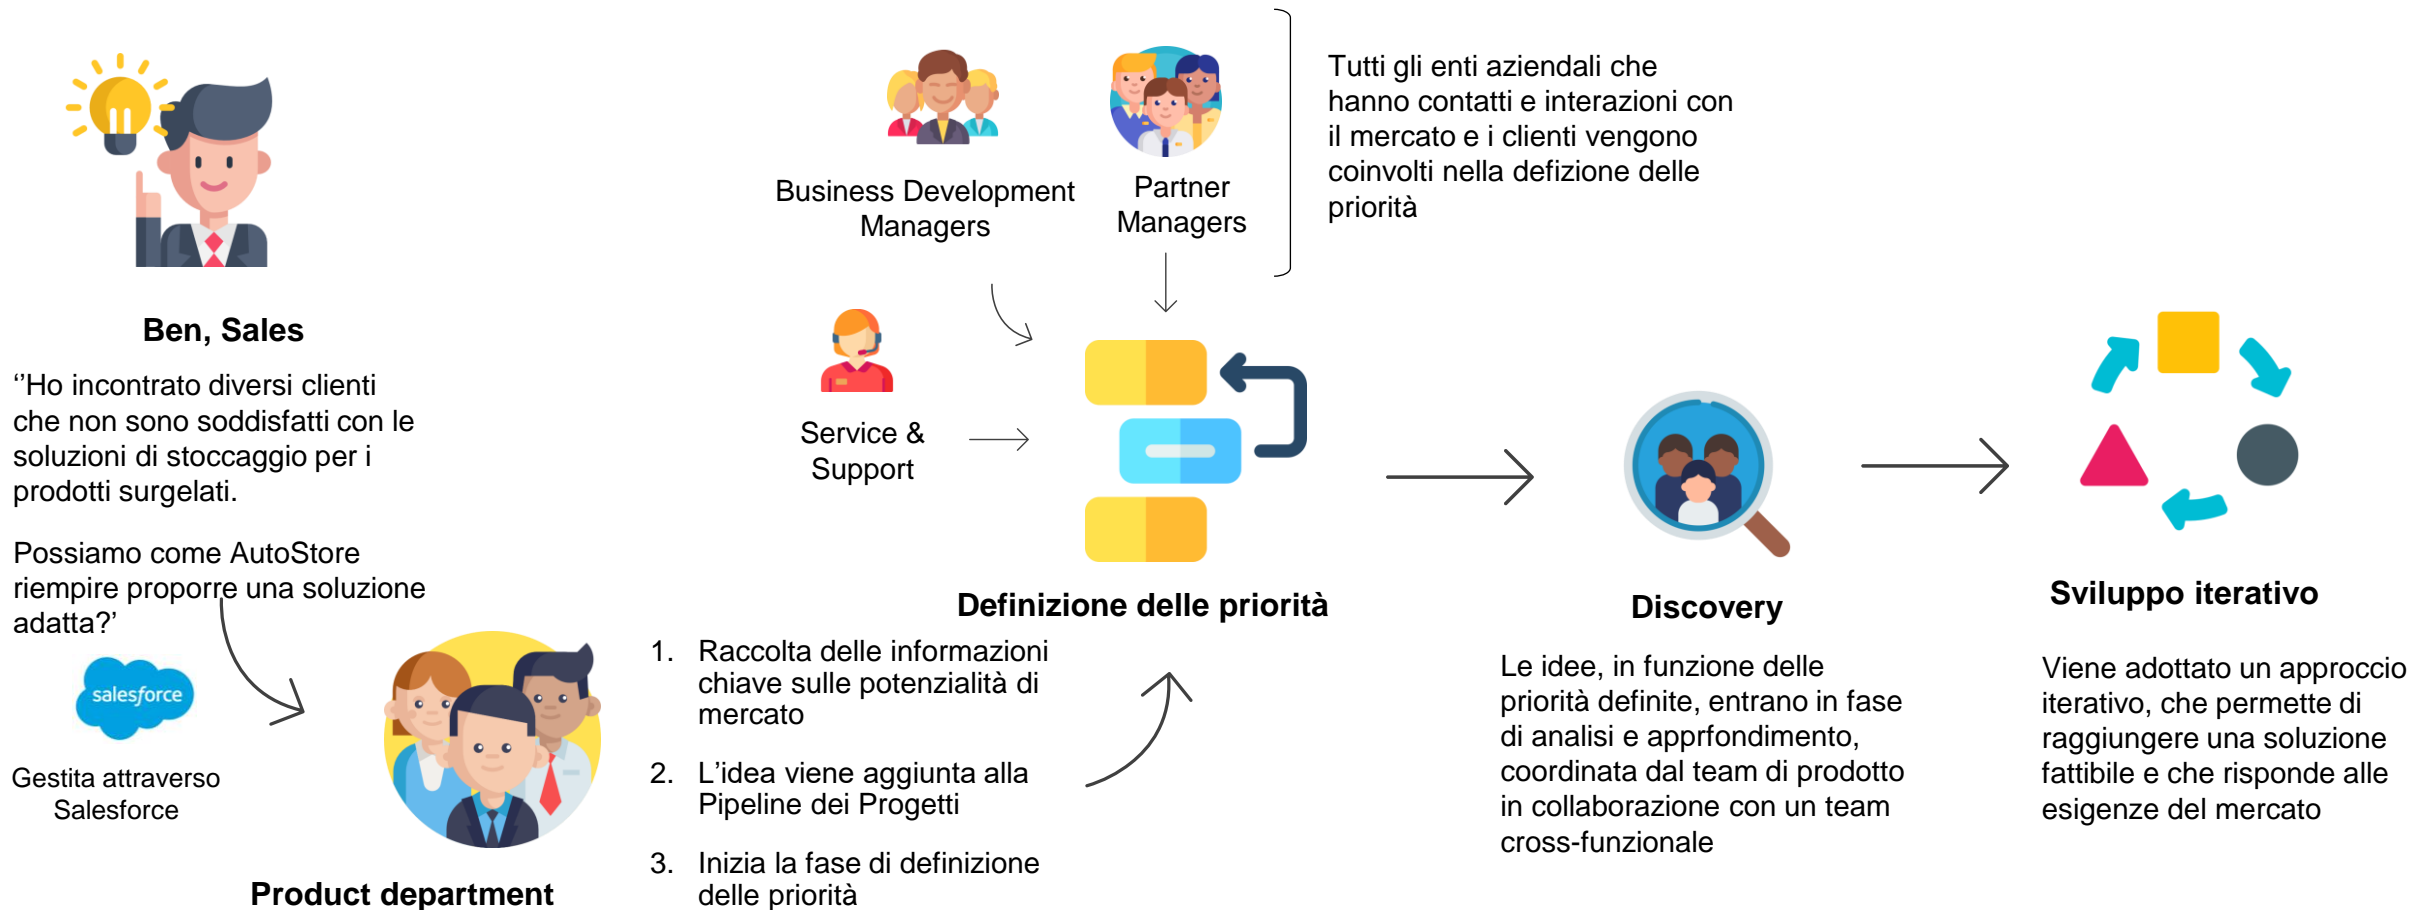 Ben, Sales
‘’Ho incontrato diversi clienti
che non sono soddisfatti con le
soluzioni di stoccaggio per i
prodotti surgelati.
Possiamo come AutoStore
riempire proporre una soluzione
adatta?’
salesforce
Gestita attraverso
Salesforce
Product department
1. Raccolta delle informazioni
chiave sulle potenzialità di
mercato
2. L’idea viene aggiunta alla
Pipeline dei Progetti
3. Inizia la fase di definizione
delle priorità
Business Development
Managers
Partner
Managers
Tutti gli enti aziendali che
hanno contatti e interazioni con
il mercato e i clienti vengono
coinvolti nella defizione delle
priorità
Service &
Support
Definizione delle priorità
Discovery
Le idee, in funzione delle
priorità definite, entrano in fase
di analisi e apprfondimento,
coordinata dal team di prodotto
in collaborazione con un team
cross-funzionale
Sviluppo iterativo
Viene adottato un approccio
iterativo, che permette di
raggiungere una soluzione
fattibile e che risponde alle
esigenze del mercato